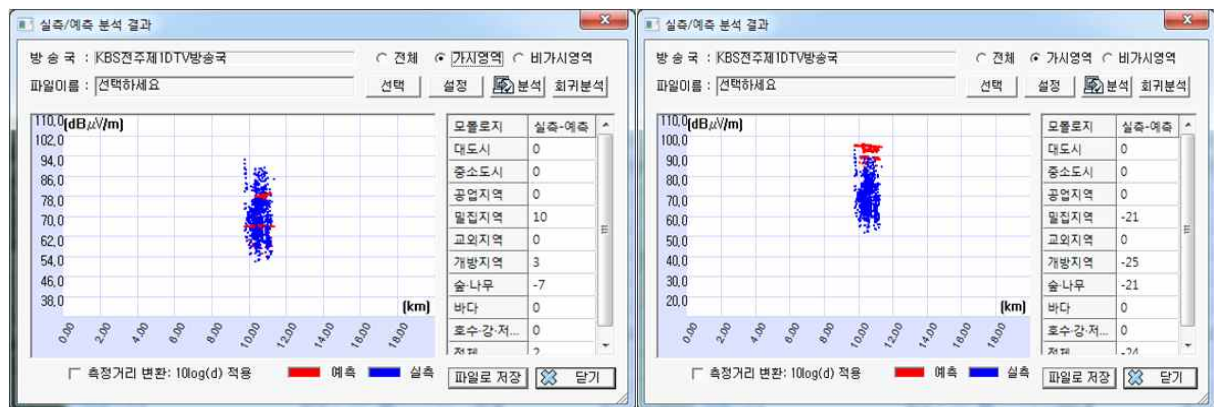 실측/예측 분석 결과
방 송 국 : KBS전주제1DTV방송국 전체 가시영역 비가시영역
파일이름 : 선택하세요 선택 설정 분석 회귀분석
110,0 (dBμV/m)
102,0
94,0
86,0
78,0
70,0
62,0
54,0
46,0
38,0
(km)
0,00 2,00 4,00 6,00 8,00 10,00 12,00 14,00 16,00 18,00
모폴로지 실측-예측
대도시 0
중소도시 0
공업지역 0
밀집지역 10
교외지역 0
개방지역 3
숲·나무 -7
바다 0
호수·강·저... 0
전체 2
측정거리 변환: 10log(d) 적용 예측 실측 파일로 저장 닫기
실측/예측 분석 결과
방 송 국 : KBS전주제1DTV방송국 전체 가시영역 비가시영역
파일이름 : 선택하세요 선택 설정 분석 회귀분석
110,0 (dBμV/m)
100,0
90,0
80,0
70,0
60,0
50,0
40,0
30,0
20,0
(km)
0,00 2,00 4,00 6,00 8,00 10,00 12,00 14,00 16,00 18,00
모폴로지 실측-예측
대도시 0
중소도시 0
공업지역 0
밀집지역 -21
교외지역 0
개방지역 -25
숲·나무 -21
바다 0
호수·강·저... 0
전체 -24
측정거리 변환: 10log(d) 적용 예측 실측 파일로 저장 닫기